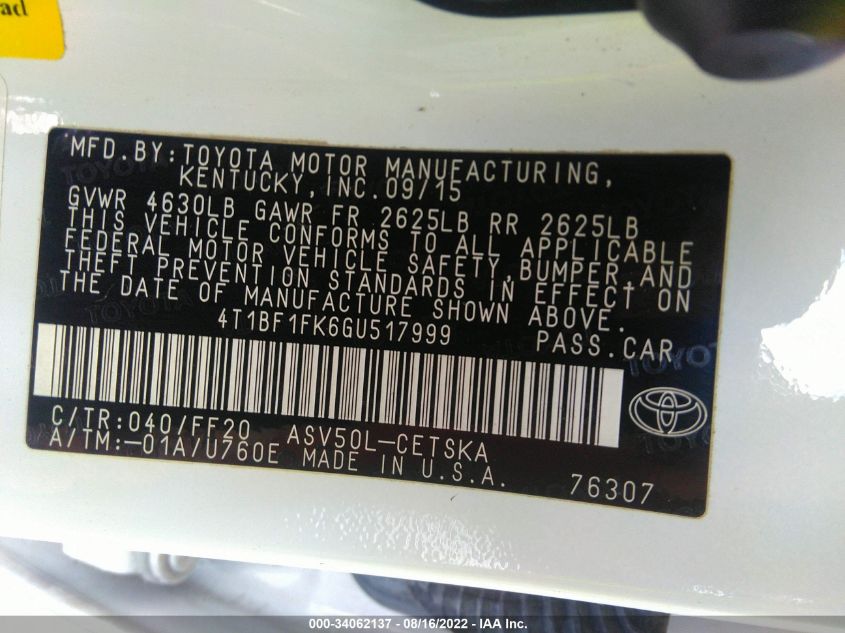 ad
MFD.BY:TOYOTA MOTOR MANUFACTURING,
KENTUCKY,INC.09/15
GVWR 4630LB GAWR FR 2625LB RR 2625LB
THIS VEHICLE CONFORMS TO ALL APPLICABLE
FEDERAL MOTOR VEHICLE SAFETY,BUMPER,AND
THEFT PREVENTION STANDARDS IN EFFECT ON
THE DATE OF MANUFACTURE SHOWN ABOVE.
4T1BF1FK6GU517999 PASS.CAR
C/TR:040/FF20 ASV50L-CETSKA
A/TM:-01A/U760E MADE IN U.S.A. 76307
000-34062137 - 08/16/2022 - IAA Inc.